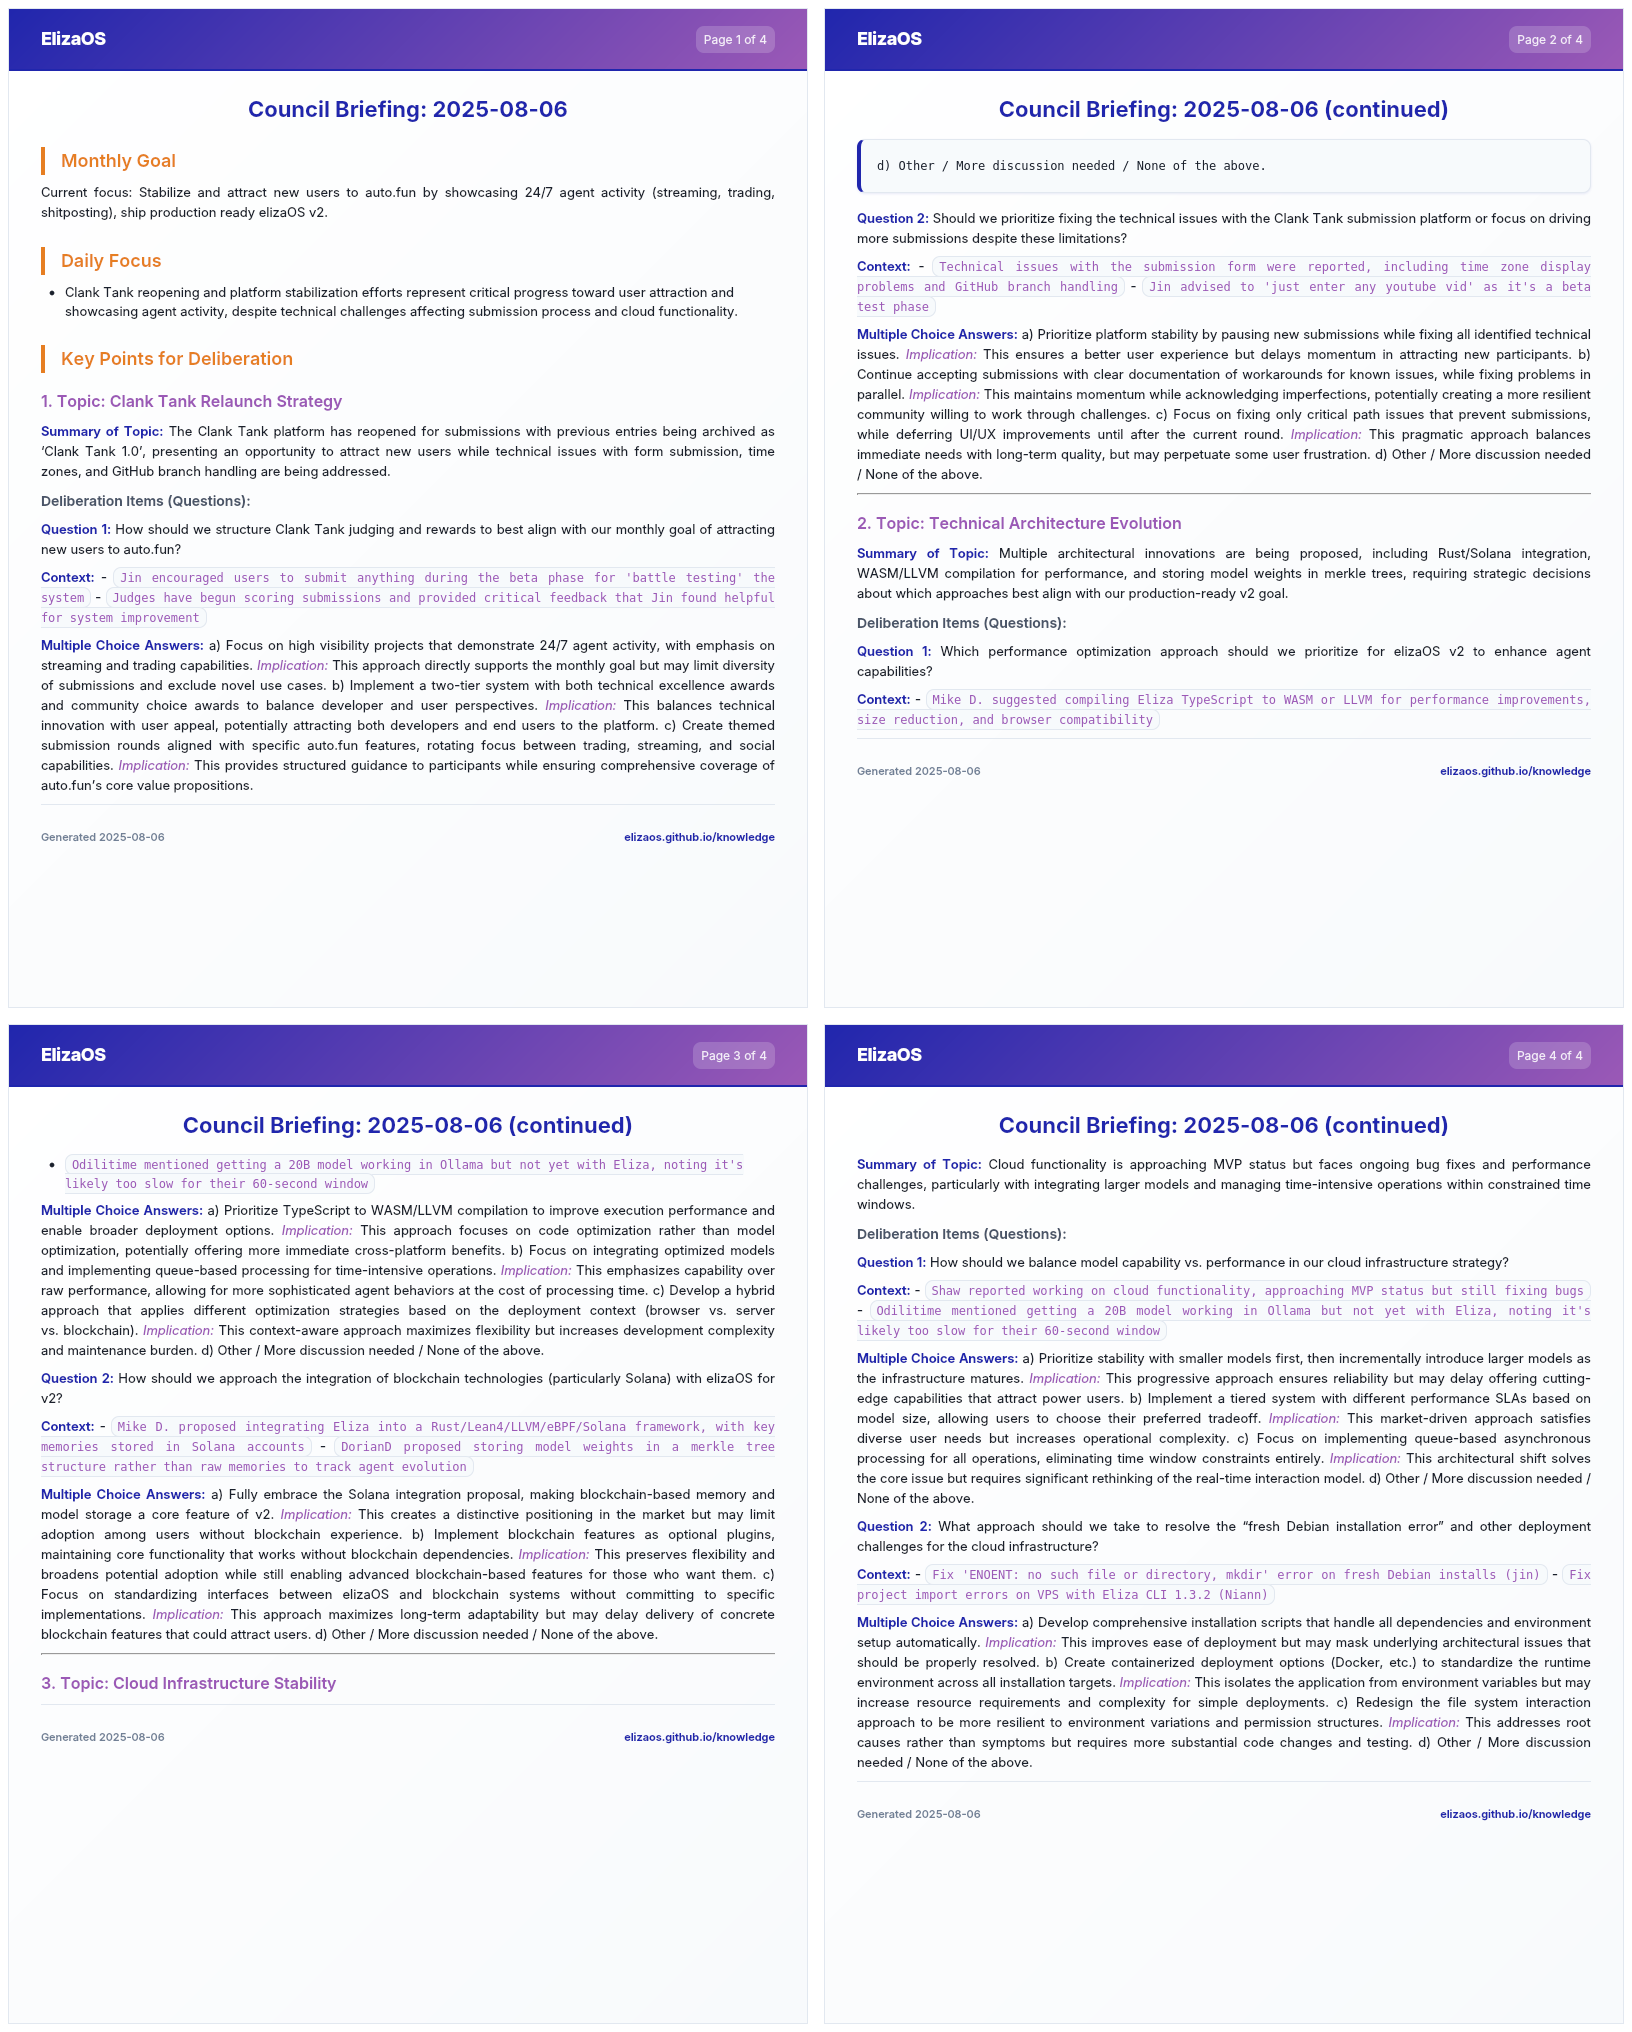 ElizaOS
Page 1 of 4
Council Briefing: 2025-08-06
Monthly Goal
Current focus: Stabilize and attract new users to auto.fun by showcasing 24/7 agent activity (streaming, trading,
shitposting), ship production ready elizaOS v2.
Daily Focus
• Clank Tank reopening and platform stabilization efforts represent critical progress toward user attraction and
showcasing agent activity, despite technical challenges affecting submission process and cloud functionality.
Key Points for Deliberation
1. Topic: Clank Tank Relaunch Strategy
Summary of Topic: The Clank Tank platform has reopened for submissions with previous entries being archived as
‘Clank Tank 1.0’, presenting an opportunity to attract new users while technical issues with form submission, time
zones, and GitHub branch handling are being addressed.
Deliberation Items (Questions):
Question 1: How should we structure Clank Tank judging and rewards to best align with our monthly goal of attracting
new users to auto.fun?
Context: - Jin encouraged users to submit anything during the beta phase for 'battle testing' the
system - Judges have begun scoring submissions and provided critical feedback that Jin found helpful
for system improvement
Multiple Choice Answers: a) Focus on high visibility projects that demonstrate 24/7 agent activity, with emphasis on
streaming and trading capabilities. Implication: This approach directly supports the monthly goal but may limit diversity
of submissions and exclude novel use cases. b) Implement a two-tier system with both technical excellence awards
and community choice awards to balance developer and user perspectives. Implication: This balances technical
innovation with user appeal, potentially attracting both developers and end users to the platform. c) Create themed
submission rounds aligned with specific auto.fun features, rotating focus between trading, streaming, and social
capabilities. Implication: This provides structured guidance to participants while ensuring comprehensive coverage of
auto.fun’s core value propositions.
Generated 2025-08-06
elizaos.github.io/knowledge
ElizaOS
Page 2 of 4
Council Briefing: 2025-08-06 (continued)
d) Other / More discussion needed / None of the above.
Question 2: Should we prioritize fixing the technical issues with the Clank Tank submission platform or focus on driving
more submissions despite these limitations?
Context: - Technical issues with the submission form were reported, including time zone display
problems and GitHub branch handling - Jin advised to 'just enter any youtube vid' as it's a beta
test phase
Multiple Choice Answers: a) Prioritize platform stability by pausing new submissions while fixing all identified technical
issues. Implication: This ensures a better user experience but delays momentum in attracting new participants. b)
Continue accepting submissions with clear documentation of workarounds for known issues, while fixing problems in
parallel. Implication: This maintains momentum while acknowledging imperfections, potentially creating a more resilient
community willing to work through challenges. c) Focus on fixing only critical path issues that prevent submissions,
while deferring UI/UX improvements until after the current round. Implication: This pragmatic approach balances
immediate needs with long-term quality, but may perpetuate some user frustration. d) Other / More discussion needed
/ None of the above.
2. Topic: Technical Architecture Evolution
Summary of Topic: Multiple architectural innovations are being proposed, including Rust/Solana integration,
WASM/LLVM compilation for performance, and storing model weights in merkle trees, requiring strategic decisions
about which approaches best align with our production-ready v2 goal.
Deliberation Items (Questions):
Question 1: Which performance optimization approach should we prioritize for elizaOS v2 to enhance agent
capabilities?
Context: - Mike D. suggested compiling Eliza TypeScript to WASM or LLVM for performance improvements,
size reduction, and browser compatibility
Generated 2025-08-06
elizaos.github.io/knowledge
ElizaOS
Page 3 of 4
Council Briefing: 2025-08-06 (continued)
• Odilitime mentioned getting a 20B model working in Ollama but not yet with Eliza, noting it's
likely too slow for their 60-second window
Multiple Choice Answers: a) Prioritize TypeScript to WASM/LLVM compilation to improve execution performance and
enable broader deployment options. Implication: This approach focuses on code optimization rather than model
optimization, potentially offering more immediate cross-platform benefits. b) Focus on integrating optimized models
and implementing queue-based processing for time-intensive operations. Implication: This emphasizes capability over
raw performance, allowing for more sophisticated agent behaviors at the cost of processing time. c) Develop a hybrid
approach that applies different optimization strategies based on the deployment context (browser vs. server
vs. blockchain). Implication: This context-aware approach maximizes flexibility but increases development complexity
and maintenance burden. d) Other / More discussion needed / None of the above.
Question 2: How should we approach the integration of blockchain technologies (particularly Solana) with elizaOS for
v2?
Context: - Mike D. proposed integrating Eliza into a Rust/Lean4/LLVM/eBPF/Solana framework, with key
memories stored in Solana accounts - DorianD proposed storing model weights in a merkle tree
structure rather than raw memories to track agent evolution
Multiple Choice Answers: a) Fully embrace the Solana integration proposal, making blockchain-based memory and
model storage a core feature of v2. Implication: This creates a distinctive positioning in the market but may limit
adoption among users without blockchain experience. b) Implement blockchain features as optional plugins,
maintaining core functionality that works without blockchain dependencies. Implication: This preserves flexibility and
broadens potential adoption while still enabling advanced blockchain-based features for those who want them. c)
Focus on standardizing interfaces between elizaOS and blockchain systems without committing to specific
implementations. Implication: This approach maximizes long-term adaptability but may delay delivery of concrete
blockchain features that could attract users. d) Other / More discussion needed / None of the above.
3. Topic: Cloud Infrastructure Stability
Generated 2025-08-06
elizaos.github.io/knowledge
ElizaOS
Page 4 of 4
Council Briefing: 2025-08-06 (continued)
Summary of Topic: Cloud functionality is approaching MVP status but faces ongoing bug fixes and performance
challenges, particularly with integrating larger models and managing time-intensive operations within constrained time
windows.
Deliberation Items (Questions):
Question 1: How should we balance model capability vs. performance in our cloud infrastructure strategy?
Context: - Shaw reported working on cloud functionality, approaching MVP status but still fixing bugs
- Odilitime mentioned getting a 20B model working in Ollama but not yet with Eliza, noting it's
likely too slow for their 60-second window
Multiple Choice Answers: a) Prioritize stability with smaller models first, then incrementally introduce larger models as
the infrastructure matures. Implication: This progressive approach ensures reliability but may delay offering cutting-
edge capabilities that attract power users. b) Implement a tiered system with different performance SLAs based on
model size, allowing users to choose their preferred tradeoff. Implication: This market-driven approach satisfies
diverse user needs but increases operational complexity. c) Focus on implementing queue-based asynchronous
processing for all operations, eliminating time window constraints entirely. Implication: This architectural shift solves
the core issue but requires significant rethinking of the real-time interaction model. d) Other / More discussion needed /
None of the above.
Question 2: What approach should we take to resolve the “fresh Debian installation error” and other deployment
challenges for the cloud infrastructure?
Context: - Fix 'ENOENT: no such file or directory, mkdir' error on fresh Debian installs (jin) - Fix
project import errors on VPS with Eliza CLI 1.3.2 (Niann)
Multiple Choice Answers: a) Develop comprehensive installation scripts that handle all dependencies and environment
setup automatically. Implication: This improves ease of deployment but may mask underlying architectural issues that
should be properly resolved. b) Create containerized deployment options (Docker, etc.) to standardize the runtime
environment across all installation targets. Implication: This isolates the application from environment variables but may
increase resource requirements and complexity for simple deployments. c) Redesign the file system interaction
approach to be more resilient to environment variations and permission structures. Implication: This addresses root
causes rather than symptoms but requires more substantial code changes and testing. d) Other / More discussion
needed / None of the above.
Generated 2025-08-06
elizaos.github.io/knowledge